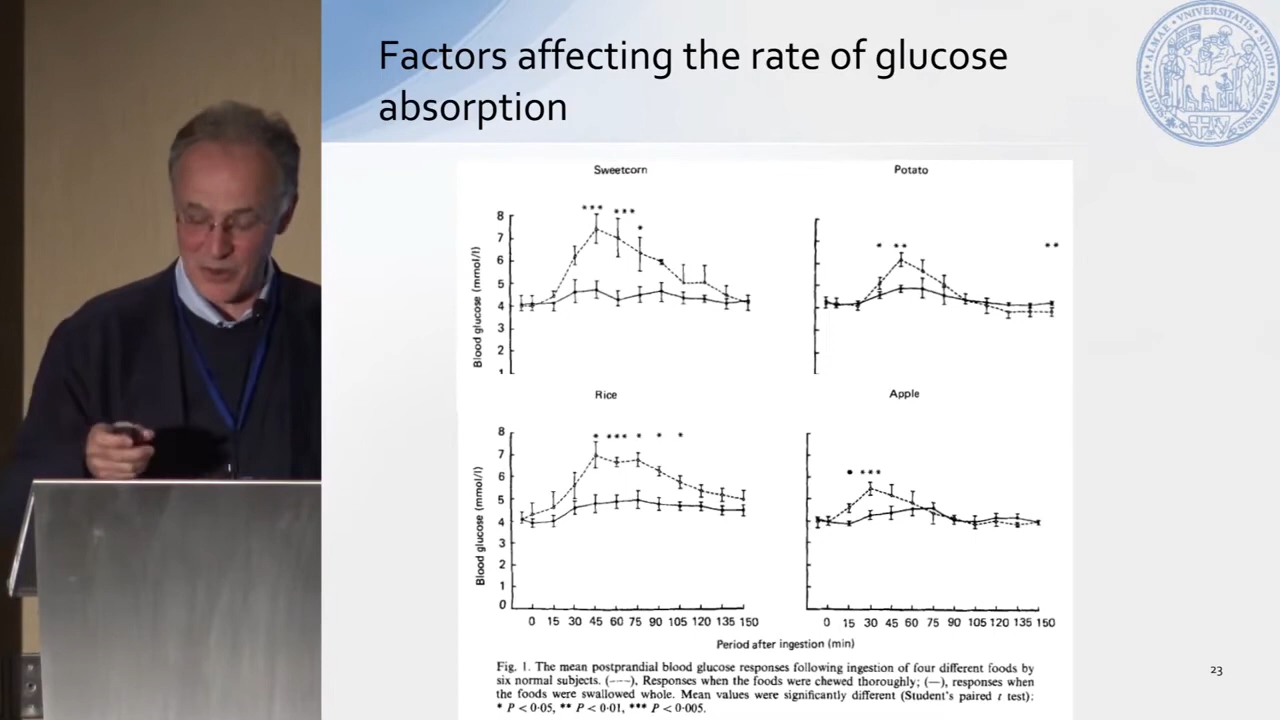 Factors affecting the rate of glucose
absorption
SIGILLVM · ALMAE · VNIVERSITATIS · STVDII · PARMENSIS
Sweetcorn
Potato
***
***
*
*
**
**
8
7
6
5
4
3
2
1
Blood glucose (mmol/l)
Rice
Apple
*
***
*
*
*
*
***
8
7
6
5
4
3
2
1
0
Blood glucose (mmol/l)
0 15 30 45 60 75 90 105 120 135 150
0 15 30 45 60 75 90 105 120 135 150
Period after ingestion (min)
Fig. 1. The mean postprandial blood glucose responses following ingestion of four different foods by
six normal subjects. (----), Responses when the foods were chewed thoroughly; (—), responses when
the foods were swallowed whole. Mean values were significantly different (Student's paired t test):
* P < 0·05, ** P < 0·01, *** P < 0·005.
23